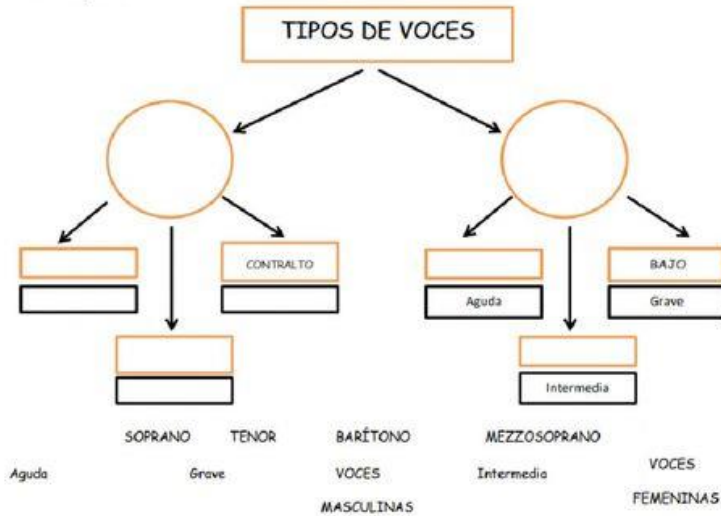 TIPOS DE VOCES
CONTRALTO
BAJO
Aguda
Grave
Intermedia
SOPRANO TENOR BARÍTONO MEZZOSOPRANO
Aguda Grave VOCES Intermedia VOCES
MASCULINAS FEMENINAS